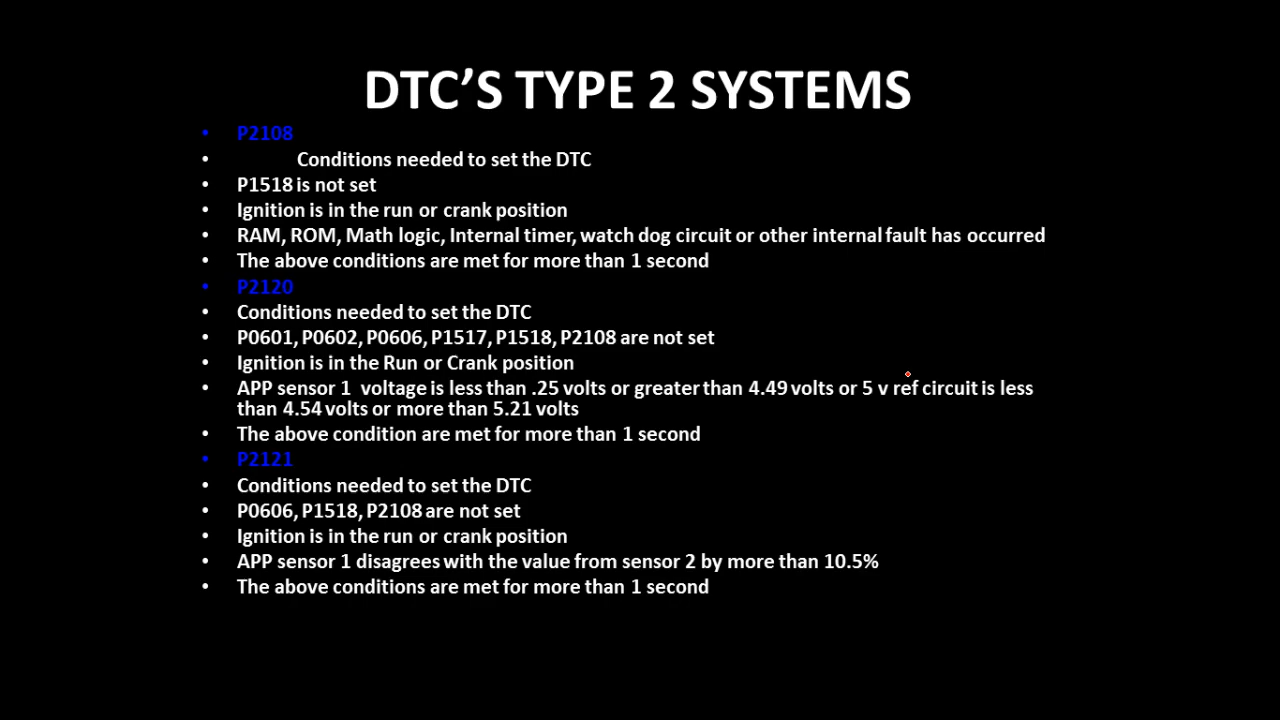 DTC’S TYPE 2 SYSTEMS
• P2108
• Conditions needed to set the DTC
• P1518 is not set
• Ignition is in the run or crank position
• RAM, ROM, Math logic, Internal timer, watch dog circuit or other internal fault has occurred
• The above conditions are met for more than 1 second
• P2120
• Conditions needed to set the DTC
• P0601, P0602, P0606, P1517, P1518, P2108 are not set
• Ignition is in the Run or Crank position
• APP sensor 1 voltage is less than .25 volts or greater than 4.49 volts or 5 v ref circuit is less
than 4.54 volts or more than 5.21 volts
• The above condition are met for more than 1 second
• P2121
• Conditions needed to set the DTC
• P0606, P1518, P2108 are not set
• Ignition is in the run or crank position
• APP sensor 1 disagrees with the value from sensor 2 by more than 10.5%
• The above conditions are met for more than 1 second